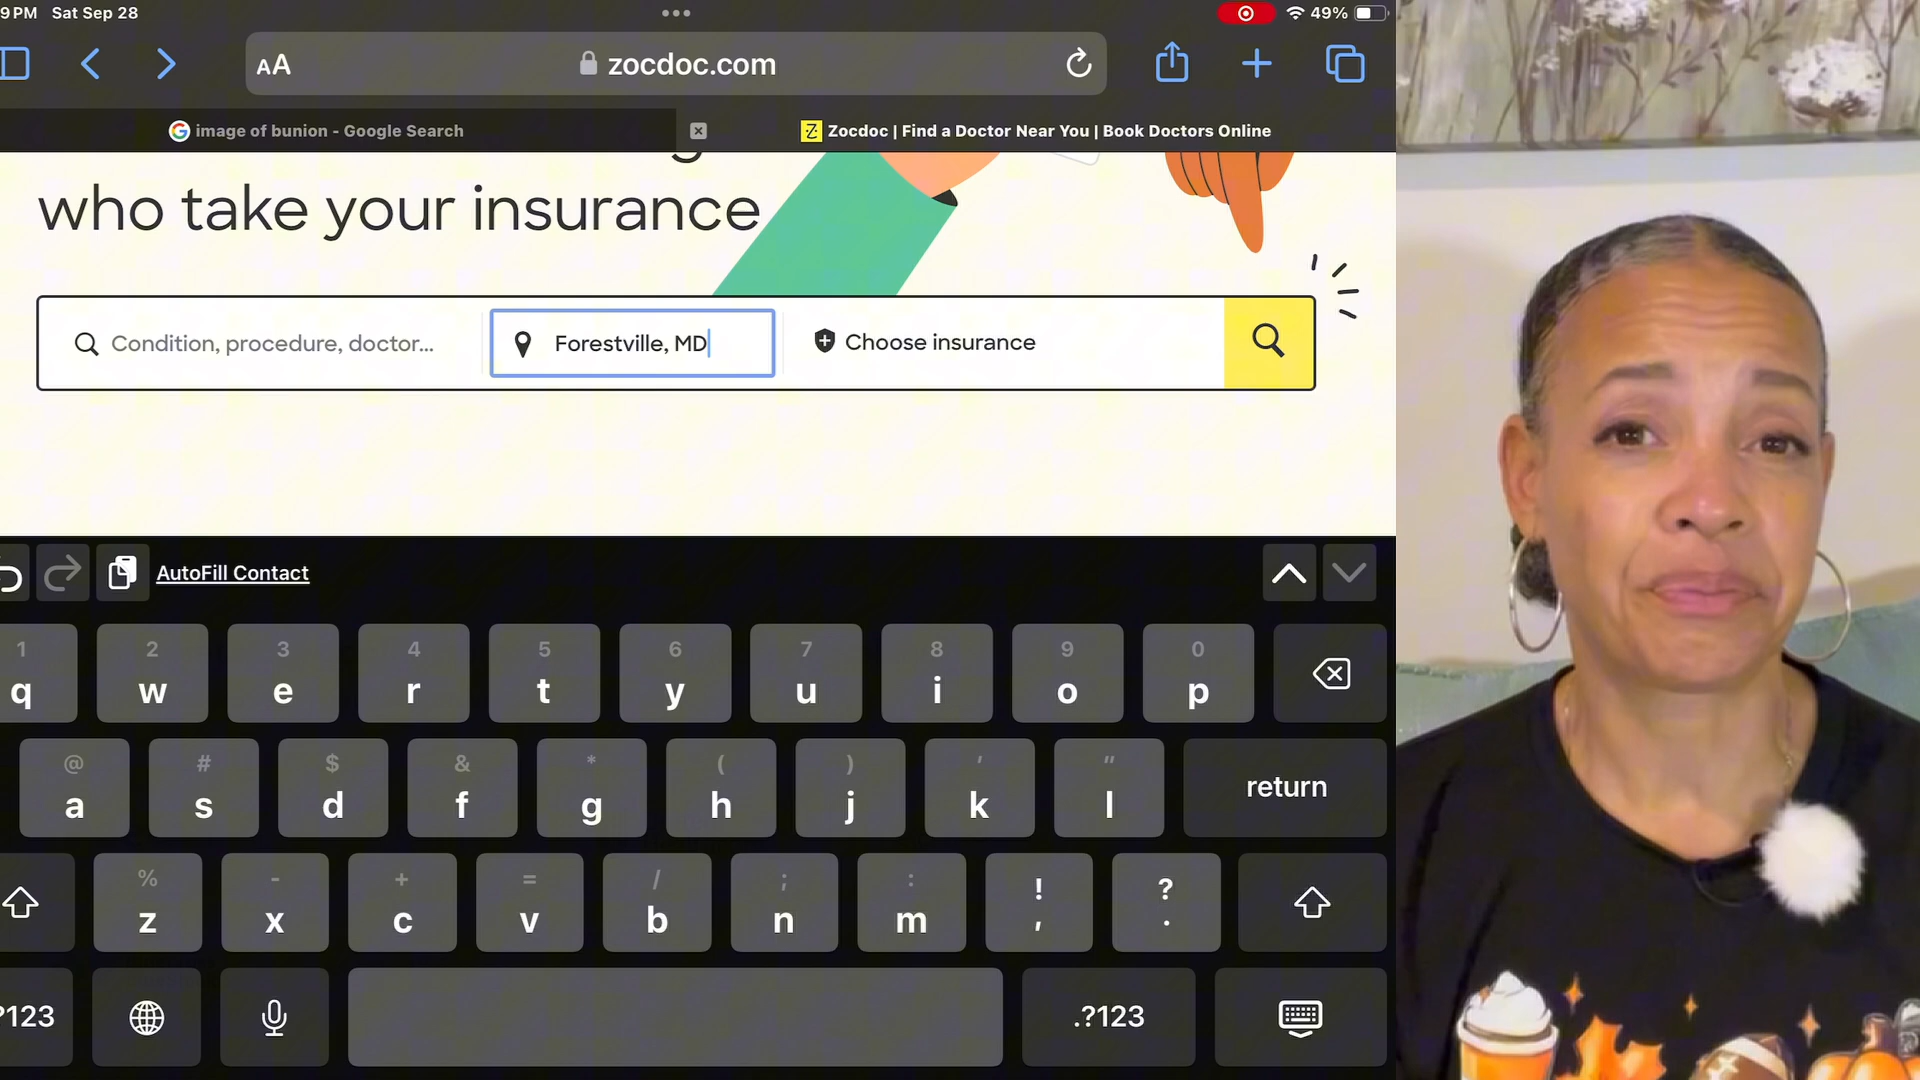 9 PM Sat Sep 28
49%
AA
zocdoc.com
image of bunion - Google Search
Zocdoc | Find a Doctor Near You | Book Doctors Online
who take your insurance
Condition, procedure, doctor...
Forestville, MD
Choose insurance
AutoFill Contact
1 2 3 4 5 6 7 8 9 0
q w e r t y u i o p
@ # $ & * ( ) ' "
a s d f g h j k l return
% - + = / ; : ! ?
z x c v b n m , .
?123 .?123